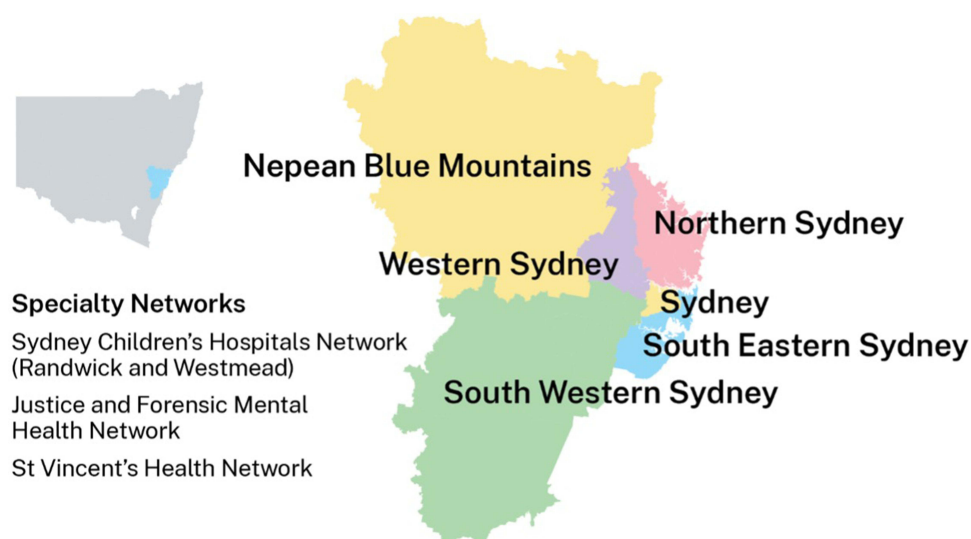 Nepean Blue Mountains
Northern Sydney
Western Sydney
Sydney
South Eastern Sydney
South Western Sydney
Specialty Networks
Sydney Children’s Hospitals Network
(Randwick and Westmead)
Justice and Forensic Mental
Health Network
St Vincent’s Health Network